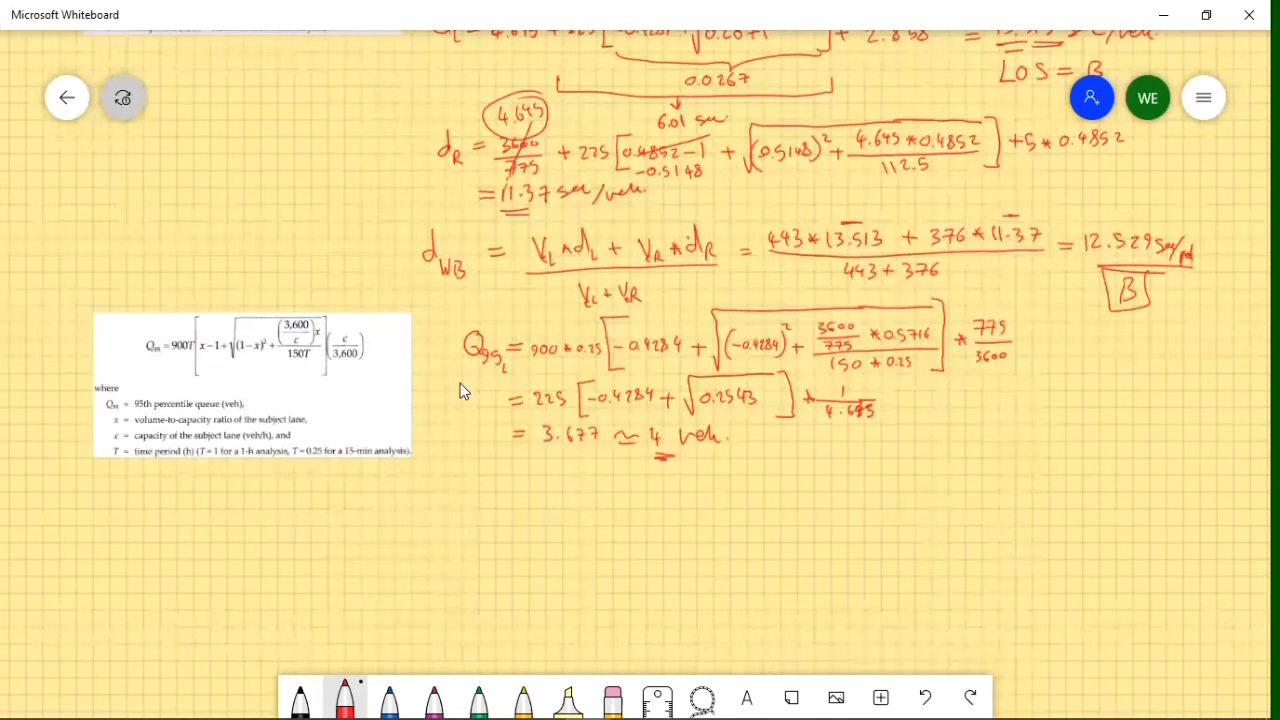 Microsoft Whiteboard
+ 2.858
0.0267
LOS = B
WE
6.01 sec
4.645
d_R = 3600/775 + 225 [0.4852 - 1 + √((0.5148)² + 4.645 * 0.4852 / 112.5)] + 5 * 0.4852
-0.5148
= 11.37 sec/veh.
d_WB = (V_L * d_L + V_R * d_R) / (V_L + V_R) = (443 * 13.513 + 376 * 11.37) / (443 + 376) = 12.529 sec/veh
B
Q_95_L = 900 * 0.25 [-0.4284 + √((-0.4284)² + (3600/775 * 0.5716) / (150 * 0.25))] * 775/3600
= 225 [-0.4284 + √0.2543] * 1/4.645
= 3.677 ≃ 4 veh.
Q₉₅ = 900T [x - 1 + √((1-x)² + (3,600/c)x / 150T)] (c/3,600)
where
Q₉₅ = 95th percentile queue (veh),
x = volume-to-capacity ratio of the subject lane,
c = capacity of the subject lane (veh/h), and
T = time period (h) (T = 1 for a 1-h analysis, T = 0.25 for a 15-min analysis).
A